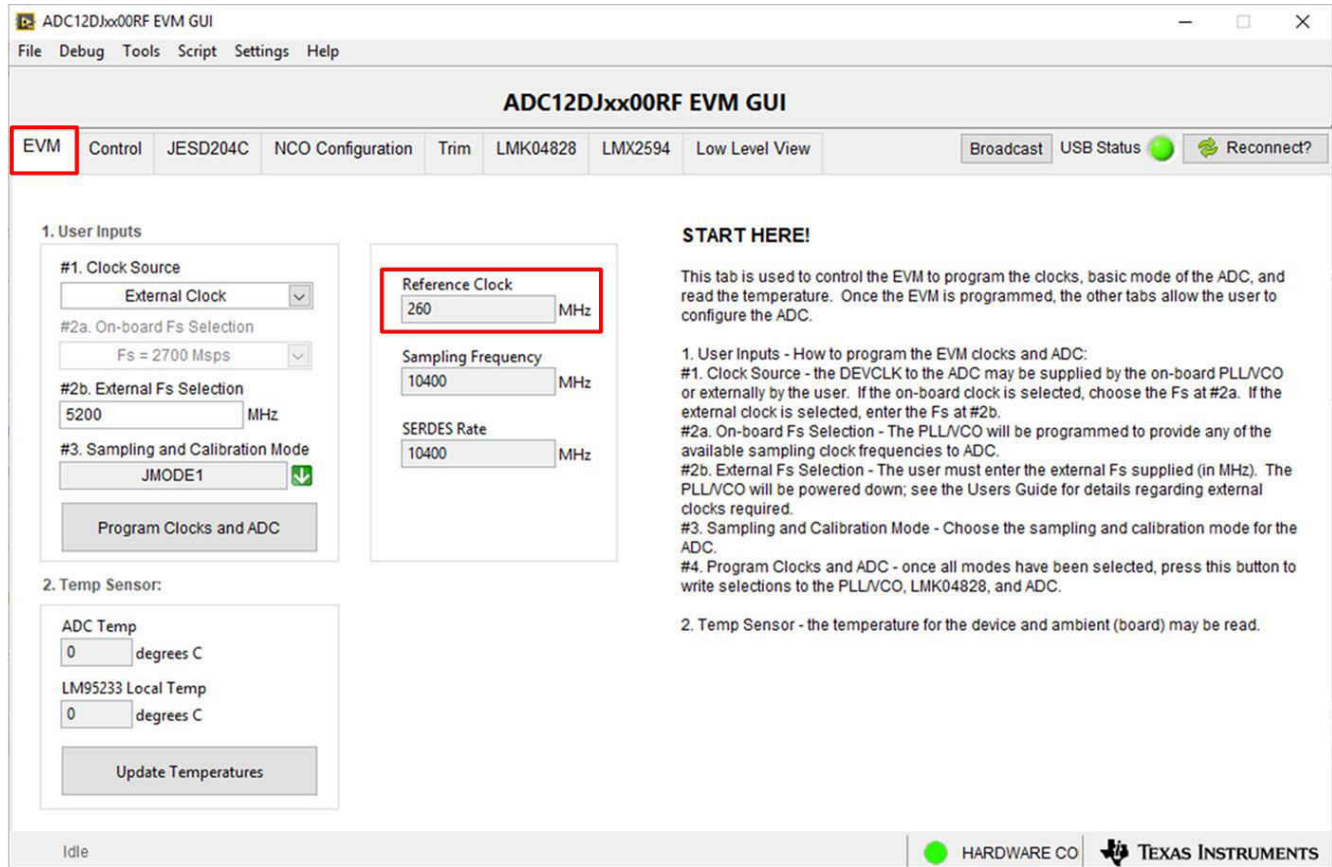 ADC12DJxx00RF EVM GUI
File Debug Tools Script Settings Help
ADC12DJxx00RF EVM GUI
EVM Control JESD204C NCO Configuration Trim LMK04828 LMX2594 Low Level View Broadcast USB Status Reconnect?
1. User Inputs
#1. Clock Source
External Clock
#2a. On-board Fs Selection
Fs = 2700 Msps
#2b. External Fs Selection
5200 MHz
#3. Sampling and Calibration Mode
JMODE1
Program Clocks and ADC
Reference Clock
260 MHz
Sampling Frequency
10400 MHz
SERDES Rate
10400 MHz
2. Temp Sensor:
ADC Temp
0 degrees C
LM95233 Local Temp
0 degrees C
Update Temperatures
START HERE!
This tab is used to control the EVM to program the clocks, basic mode of the ADC, and
read the temperature. Once the EVM is programmed, the other tabs allow the user to
configure the ADC.
1. User Inputs - How to program the EVM clocks and ADC:
#1. Clock Source - the DEVCLK to the ADC may be supplied by the on-board PLL/VCO
or externally by the user. If the on-board clock is selected, choose the Fs at #2a. If the
external clock is selected, enter the Fs at #2b.
#2a. On-board Fs Selection - The PLL/VCO will be programmed to provide any of the
available sampling clock frequencies to ADC.
#2b. External Fs Selection - The user must enter the external Fs supplied (in MHz). The
PLL/VCO will be powered down; see the Users Guide for details regarding external
clocks required.
#3. Sampling and Calibration Mode - Choose the sampling and calibration mode for the
ADC.
#4. Program Clocks and ADC - once all modes have been selected, press this button to
write selections to the PLL/VCO, LMK04828, and ADC.
2. Temp Sensor - the temperature for the device and ambient (board) may be read.
Idle HARDWARE CO TEXAS INSTRUMENTS